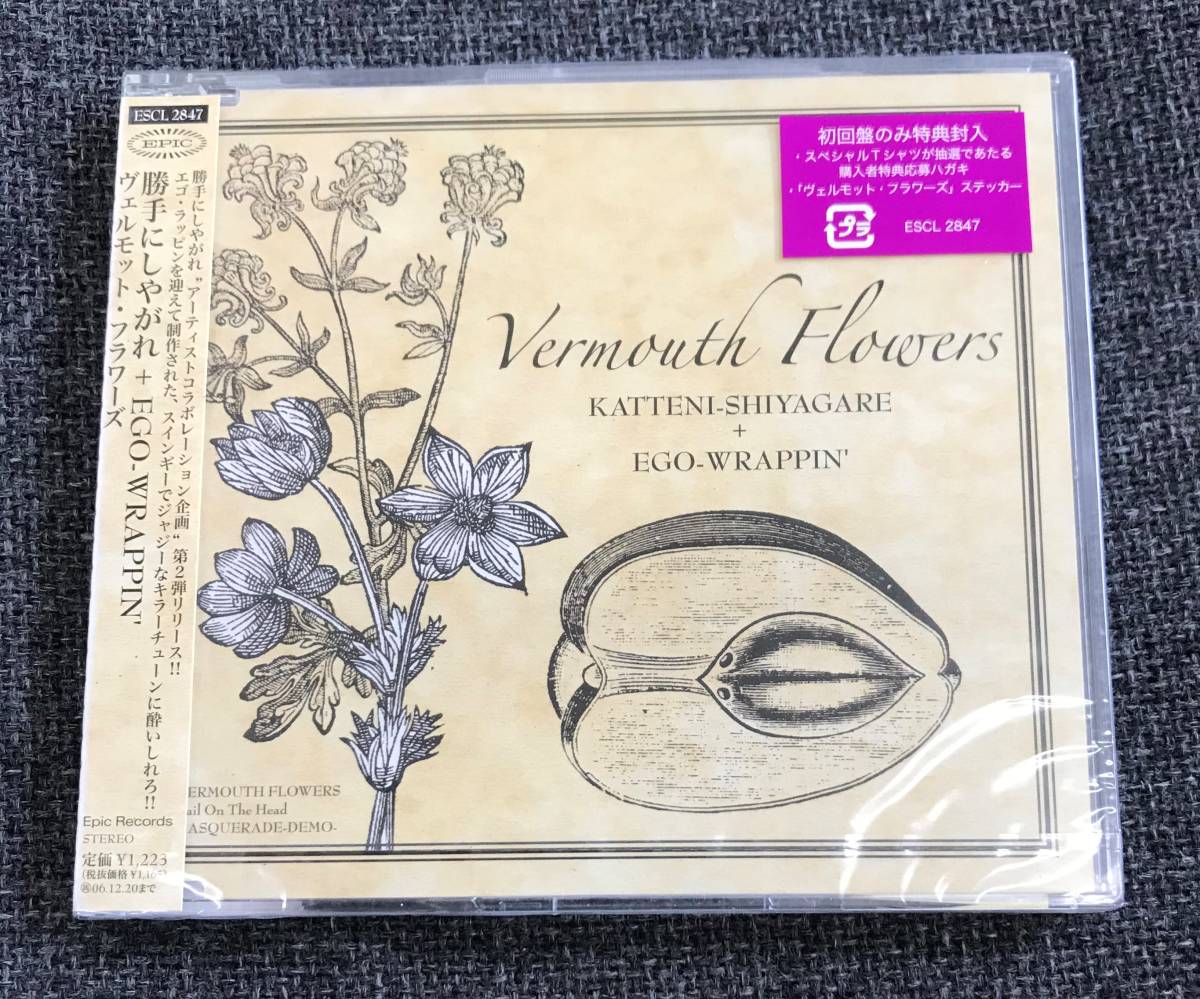 ESCL 2847
EPIC
勝手にしやがれ"アーティストコラボレーション企画"第2弾リリース!!
エゴ・ラッピンを迎えて制作された、スインギーでジャジーなキラーチューンに酔いしれろ!!
勝手にしやがれ + EGO-WRAPPIN'
ヴェルモット・フラワーズ
Epic Records
STEREO
定価 ¥1,223
(税抜価格 ¥1,165)
06.12.20まで
初回盤のみ特典封入
・スペシャルTシャツが抽選であたる
購入者特典応募ハガキ
・「ヴェルモット・フラワーズ」ステッカー
プラ
ESCL 2847
Vermouth Flowers
KATTENI-SHIYAGARE
+
EGO-WRAPPIN'
ERMOUTH FLOWERS
ail On The Head
ASQUERADE-DEMO-